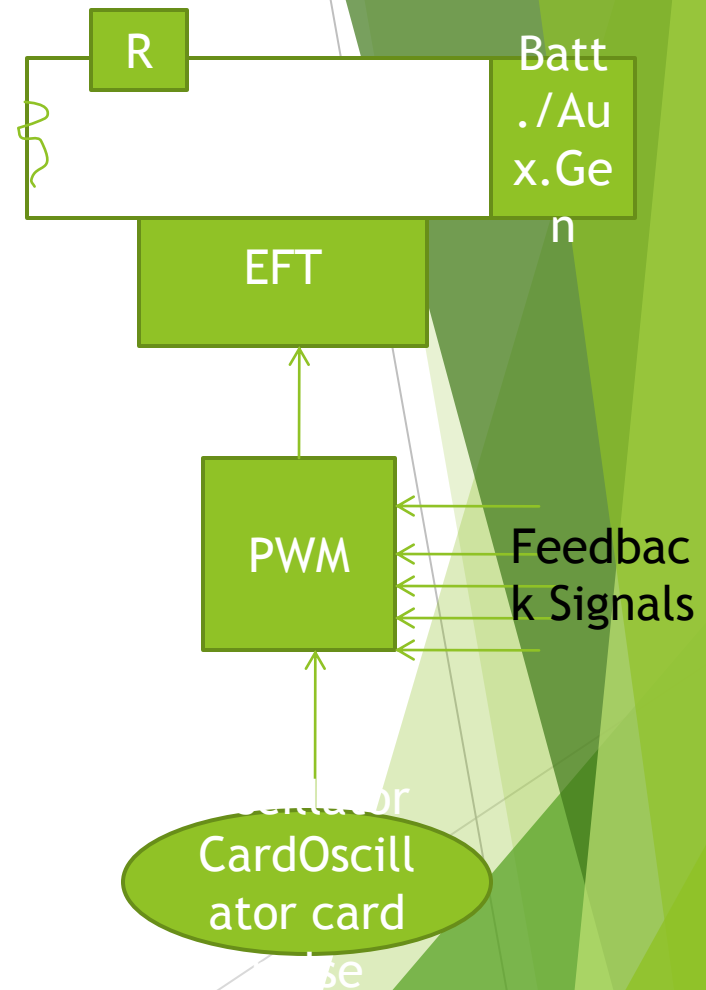 R
Batt
./Au
x.Ge
n
EFT
PWM
Feedbac
k Signals
CardOscill
ator card